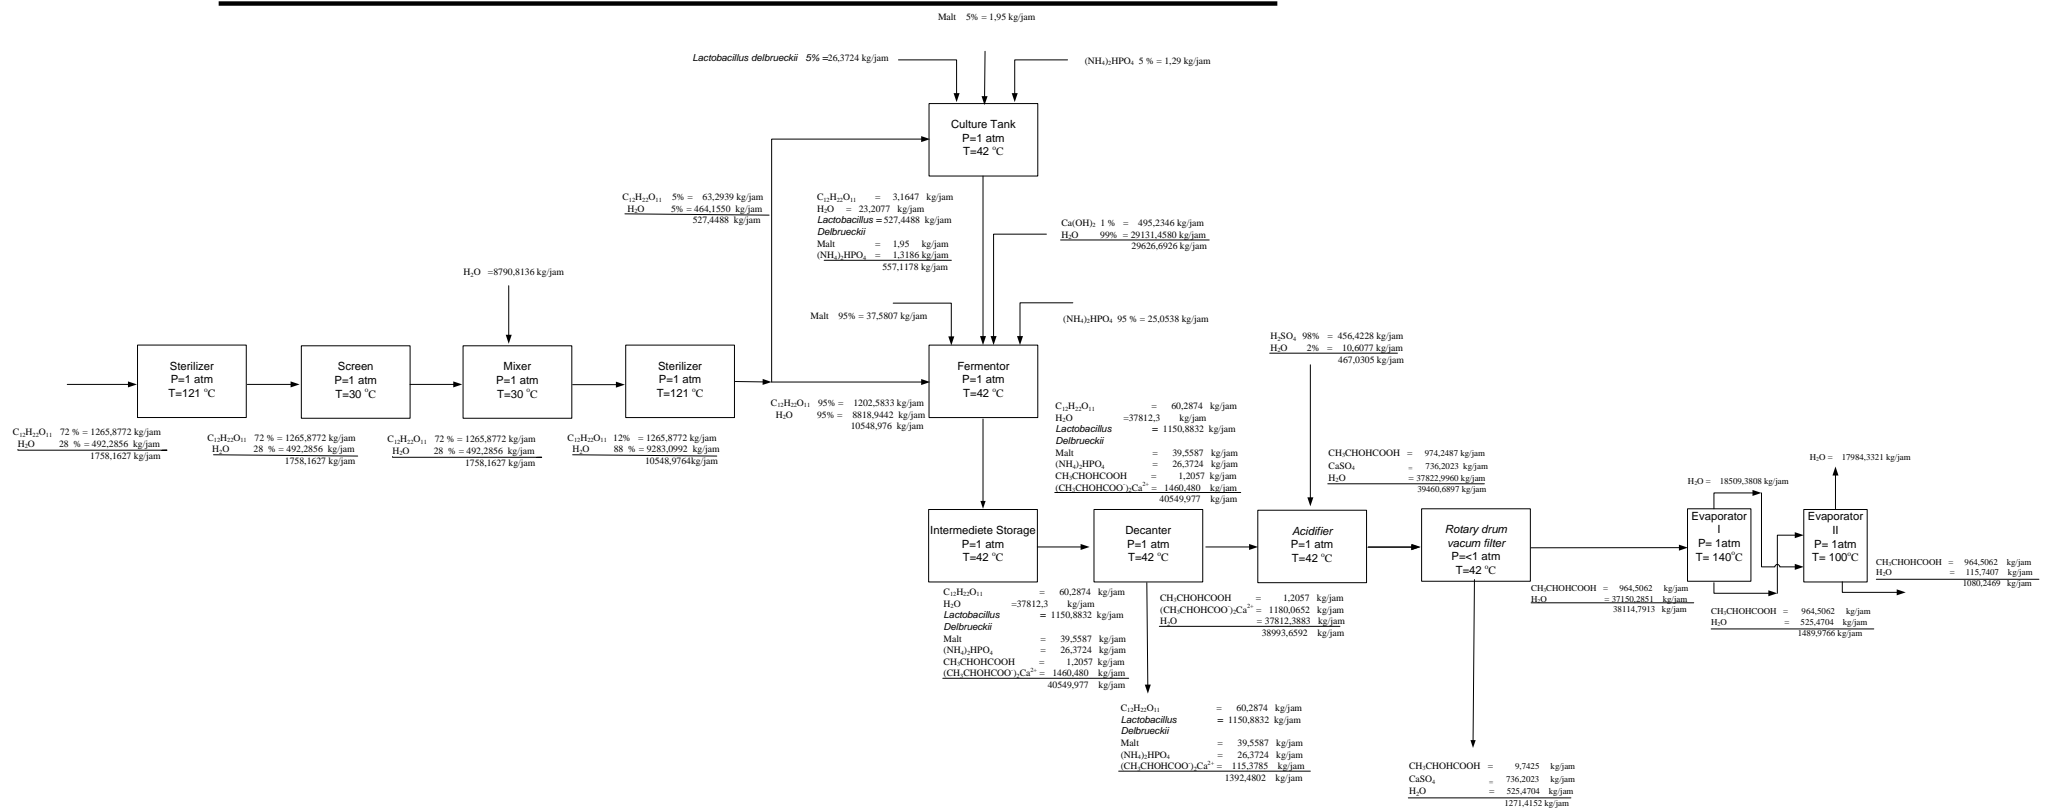 Malt 5% = 1,95 kg/jam
Lactobacillus delbrueckii 5% =26,3724 kg/jam
(NH₄)₂HPO₄ 5 % = 1,29 kg/jam
Culture Tank
P=1 atm
T=42 °C
C₁₂H₂₂O₁₁ 5% = 63,2939 kg/jam
H₂O 5% = 464,1550 kg/jam
527,4488 kg/jam
C₁₂H₂₂O₁₁ = 3,1647 kg/jam
H₂O = 23,2077 kg/jam
Lactobacillus = 527,4488 kg/jam
Delbrueckii
Malt = 1,95 kg/jam
(NH₄)₂HPO₄ = 1,3186 kg/jam
557,1178 kg/jam
Ca(OH)₂ 1 % = 495,2346 kg/jam
H₂O 99% = 29131,4580 kg/jam
29626,6926 kg/jam
H₂O =8790,8136 kg/jam
Malt 95% = 37,5807 kg/jam
(NH₄)₂HPO₄ 95 % = 25,0538 kg/jam
H₂SO₄ 98% = 456,4228 kg/jam
H₂O 2% = 10,6077 kg/jam
467,0305 kg/jam
Sterilizer
P=1 atm
T=121 °C
Screen
P=1 atm
T=30 °C
Mixer
P=1 atm
T=30 °C
Sterilizer
P=1 atm
T=121 °C
Fermentor
P=1 atm
T=42 °C
C₁₂H₂₂O₁₁ 72 % = 1265,8772 kg/jam
H₂O 28 % = 492,2856 kg/jam
1758,1627 kg/jam
C₁₂H₂₂O₁₁ 72 % = 1265,8772 kg/jam
H₂O 28 % = 492,2856 kg/jam
1758,1627 kg/jam
C₁₂H₂₂O₁₁ 72 % = 1265,8772 kg/jam
H₂O 28 % = 492,2856 kg/jam
1758,1627 kg/jam
C₁₂H₂₂O₁₁ 12% = 1265,8772 kg/jam
H₂O 88 % = 9283,0992 kg/jam
10548,9764kg/jam
C₁₂H₂₂O₁₁ 95% = 1202,5833 kg/jam
H₂O 95% = 8818,9442 kg/jam
10548,976 kg/jam
C₁₂H₂₂O₁₁ = 60,2874 kg/jam
H₂O =37812,3 kg/jam
Lactobacillus = 1150,8832 kg/jam
Delbrueckii
Malt = 39,5587 kg/jam
(NH₄)₂HPO₄ = 26,3724 kg/jam
CH₃CHOHCOOH = 1,2057 kg/jam
(CH₃CHOHCOO⁻)₂Ca²⁺ = 1460,480 kg/jam
40549,977 kg/jam
CH₃CHOHCOOH = 974,2487 kg/jam
CaSO₄ = 736,2023 kg/jam
H₂O = 37822,9960 kg/jam
39460,6897 kg/jam
H₂O = 17984,3321 kg/jam
H₂O = 18509,3808 kg/jam
Intermediete Storage
P=1 atm
T=42 °C
Decanter
P=1 atm
T=42 °C
Acidifier
P=1 atm
T=42 °C
Rotary drum
vacum filter
P=<1 atm
T=42 °C
Evaporator
I
P= 1atm
T= 140°C
Evaporator
II
P= 1atm
T= 100°C
CH₃CHOHCOOH = 964,5062 kg/jam
H₂O = 115,7407 kg/jam
1080,2469 kg/jam
C₁₂H₂₂O₁₁ = 60,2874 kg/jam
H₂O =37812,3 kg/jam
Lactobacillus = 1150,8832 kg/jam
Delbrueckii
Malt = 39,5587 kg/jam
(NH₄)₂HPO₄ = 26,3724 kg/jam
CH₃CHOHCOOH = 1,2057 kg/jam
(CH₃CHOHCOO⁻)₂Ca²⁺ = 1460,480 kg/jam
40549,977 kg/jam
CH₃CHOHCOOH = 1,2057 kg/jam
(CH₃CHOHCOO⁻)₂Ca²⁺ = 1180,0652 kg/jam
H₂O = 37812,3883 kg/jam
38993,6592 kg/jam
CH₃CHOHCOOH = 964,5062 kg/jam
H₂O = 37150,2851 kg/jam
38114,7913 kg/jam
CH₃CHOHCOOH = 964,5062 kg/jam
H₂O = 525,4704 kg/jam
1489,9766 kg/jam
C₁₂H₂₂O₁₁ = 60,2874 kg/jam
Lactobacillus = 1150,8832 kg/jam
Delbrueckii
Malt = 39,5587 kg/jam
(NH₄)₂HPO₄ = 26,3724 kg/jam
(CH₃CHOHCOO⁻)₂Ca²⁺ = 115,3785 kg/jam
1392,4802 kg/jam
CH₃CHOHCOOH = 9,7425 kg/jam
CaSO₄ = 736,2023 kg/jam
H₂O = 525,4704 kg/jam
1271,4152 kg/jam